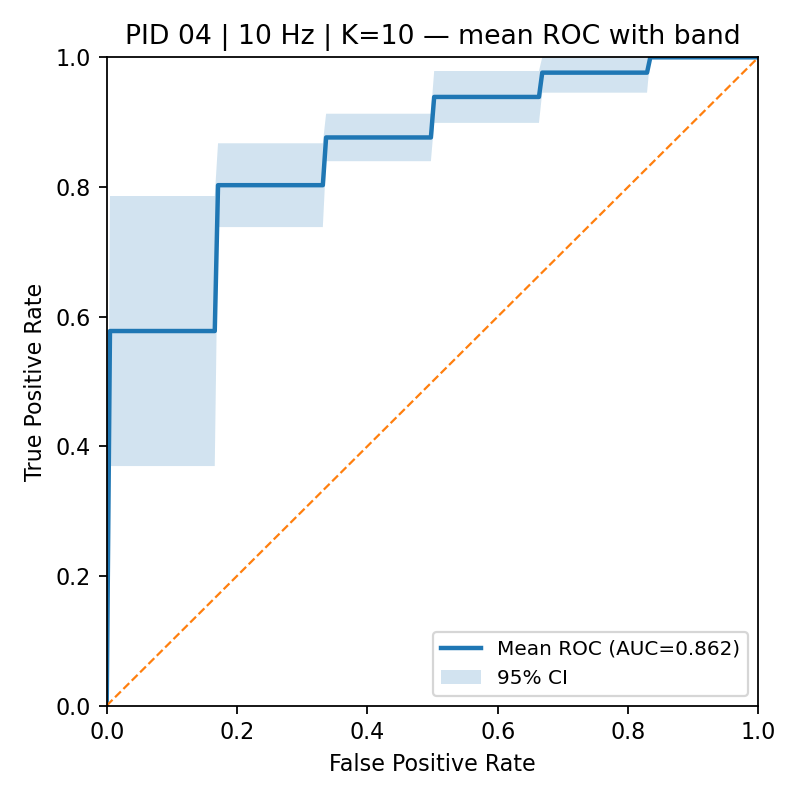 PID 04 | 10 Hz | K=10 — mean ROC with band
1.0
0.8
0.6
0.4
0.2
0.0
True Positive Rate
Mean ROC (AUC=0.862)
95% CI
0.0 0.2 0.4 0.6 0.8 1.0
False Positive Rate